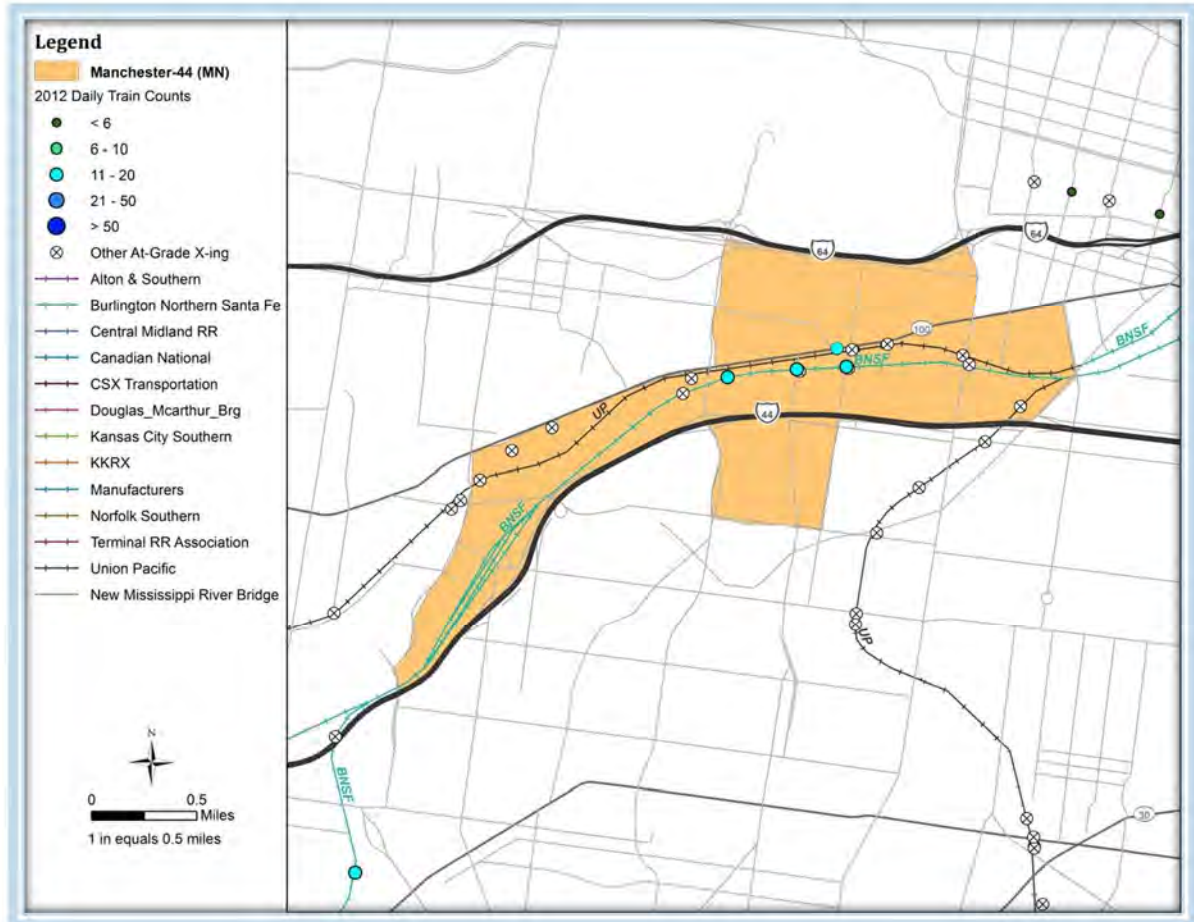 Legend
Manchester-44 (MN)
2012 Daily Train Counts
< 6
6 - 10
11 - 20
21 - 50
> 50
Other At-Grade X-ing
Alton & Southern
Burlington Northern Santa Fe
Central Midland RR
Canadian National
CSX Transportation
Douglas_Mcarthur_Brg
Kansas City Southern
KKRX
Manufacturers
Norfolk Southern
Terminal RR Association
Union Pacific
New Mississippi River Bridge
N
0 0.5
Miles
1 in equals 0.5 miles
64
64
100
BNSF
BNSF
UP
44
BNSF
UP
BNSF
30